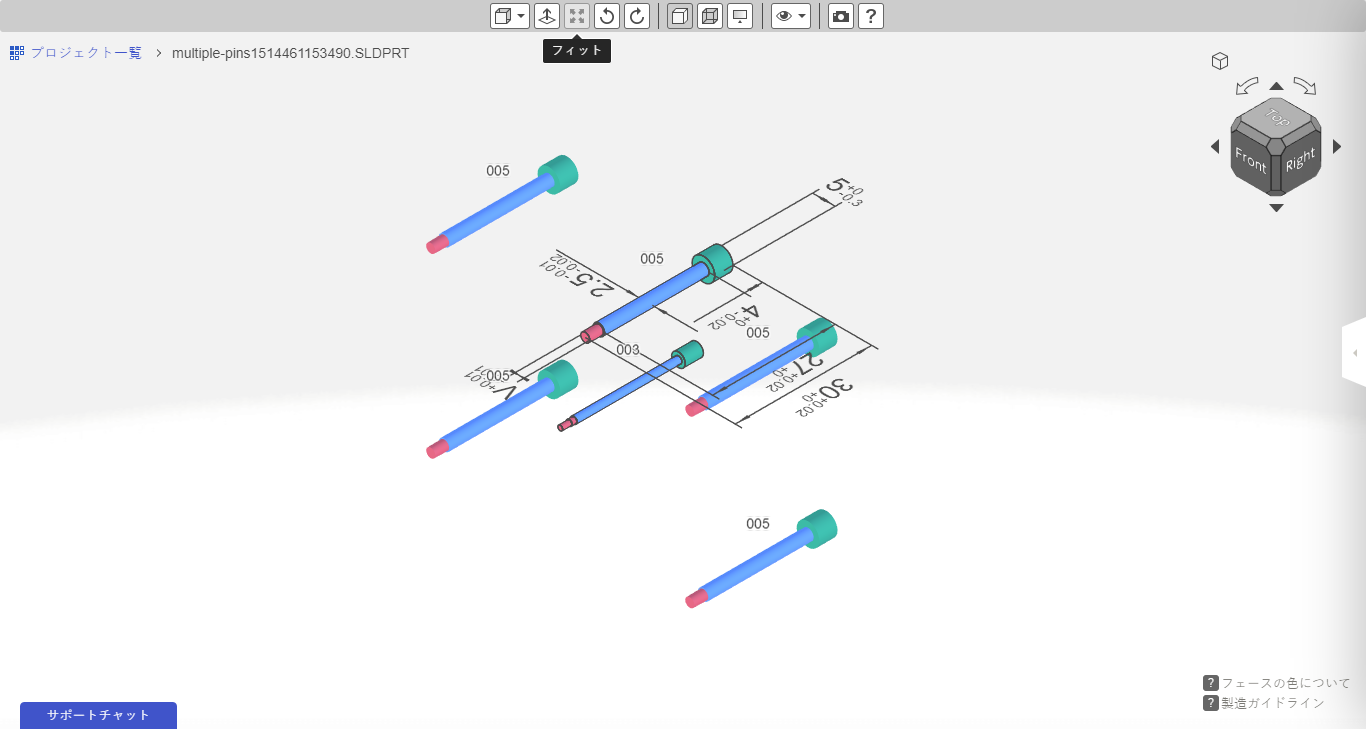 ?
フィット
プロジェクト一覧 > multiple-pins1514461153490.SLDPRT
Top
Front
Right
005
5 +0 -0.3
005
2.5 -0.01 -0.02
4 +0 -0.02
005
003
27 +0.02 +0
005
30 +0.02 +0
005
? フェースの色について
? 製造ガイドライン
サポートチャット